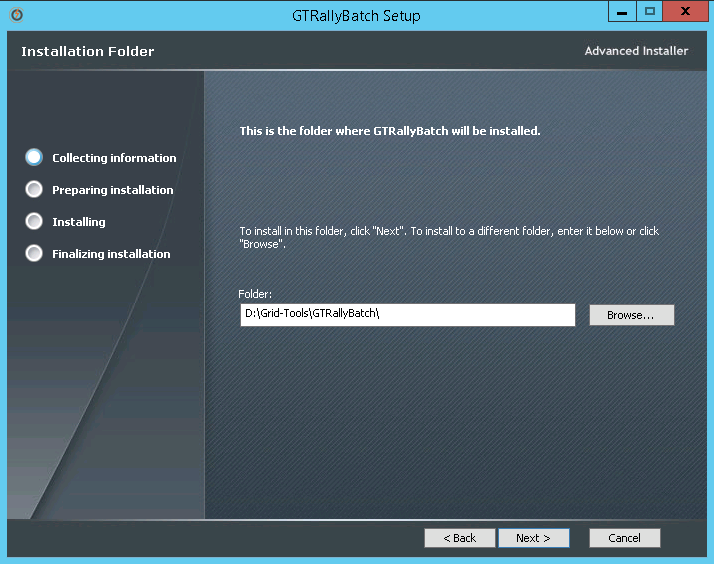 GTRallyBatch Setup
Installation Folder
Advanced Installer
Collecting information
Preparing installation
Installing
Finalizing installation
This is the folder where GTRallyBatch will be installed.
To install in this folder, click "Next". To install to a different folder, enter it below or click
"Browse".
Folder:
D:\Grid-Tools\GTRallyBatch\
Browse...
< Back
Next >
Cancel